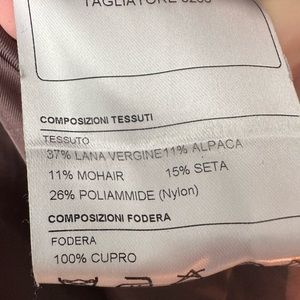 TAGLIATORE
COMPOSIZIONI TESSUTI
TESSUTO
37% LANA VERGINE11% ALPACA
11% MOHAIR 15% SETA
26% POLIAMMIDE (Nylon)
COMPOSIZIONI FODERA
FODERA
100% CUPRO